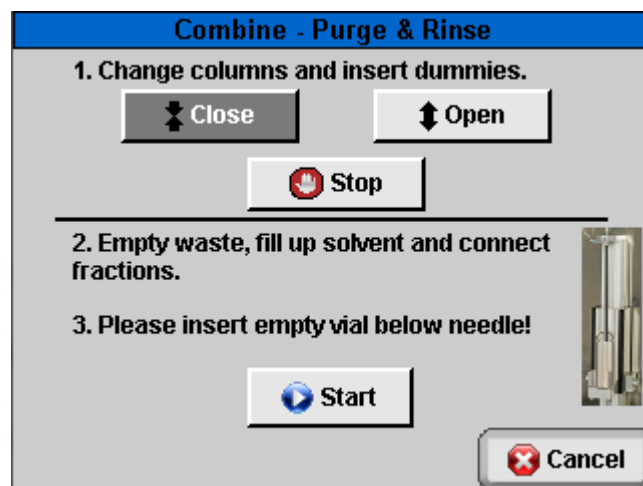 Combine - Purge & Rinse
1. Change columns and insert dummies.
Close
Open
Stop
2. Empty waste, fill up solvent and connect
fractions.
3. Please insert empty vial below needle!
Start
Cancel